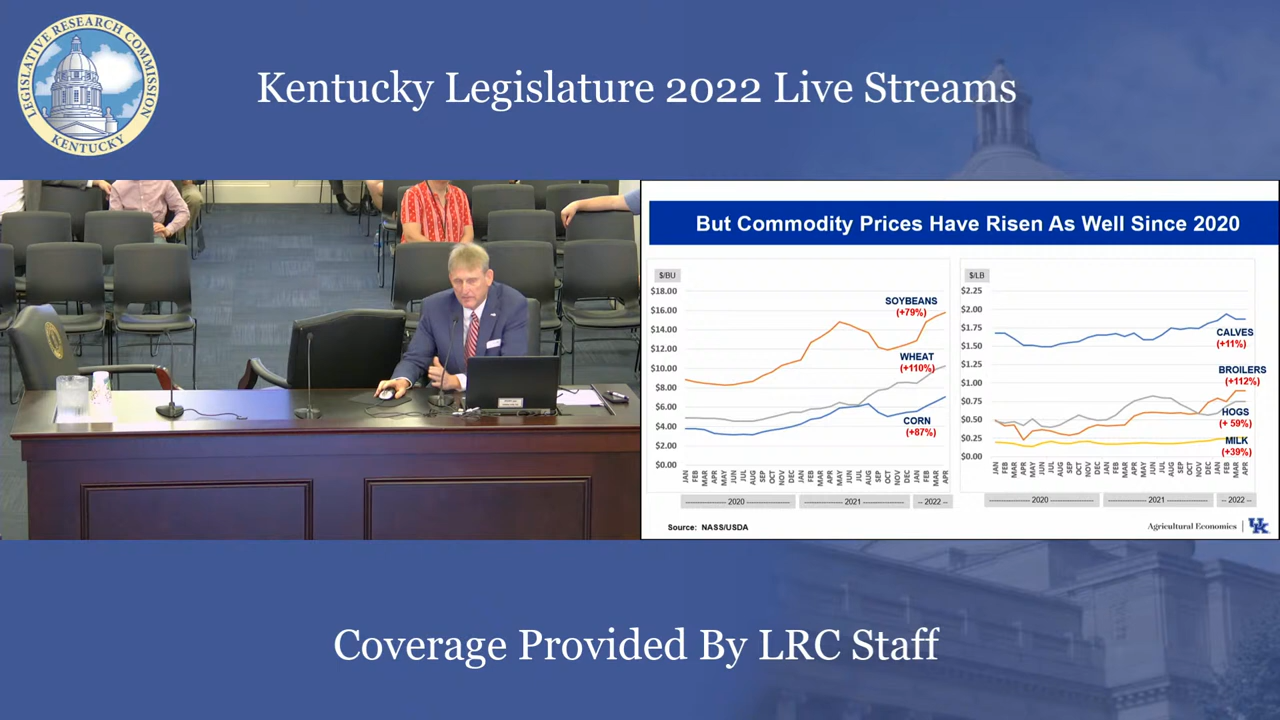 LEGISLATIVE RESEARCH COMMISSION
KENTUCKY
Kentucky Legislature 2022 Live Streams
But Commodity Prices Have Risen As Well Since 2020
$/BU
$18.00
$16.00
$14.00
$12.00
$10.00
$8.00
$6.00
$4.00
$2.00
$0.00
SOYBEANS
(+79%)
WHEAT
(+110%)
CORN
(+87%)
JAN FEB MAR APR MAY JUN JUL AUG SEP OCT NOV DEC JAN FEB MAR APR MAY JUN JUL AUG SEP OCT NOV DEC JAN FEB MAR APR
2020
2021
2022
$/LB
$2.25
$2.00
$1.75
$1.50
$1.25
$1.00
$0.75
$0.50
$0.25
$0.00
CALVES
(+11%)
BROILERS
(+112%)
HOGS
(+ 59%)
MILK
(+39%)
JAN FEB MAR APR MAY JUN JUL AUG SEP OCT NOV DEC JAN FEB MAR APR MAY JUN JUL AUG SEP OCT NOV DEC JAN FEB MAR APR
2020
2021
2022
Source: NASS/USDA
Agricultural Economics
UK
Coverage Provided By LRC Staff